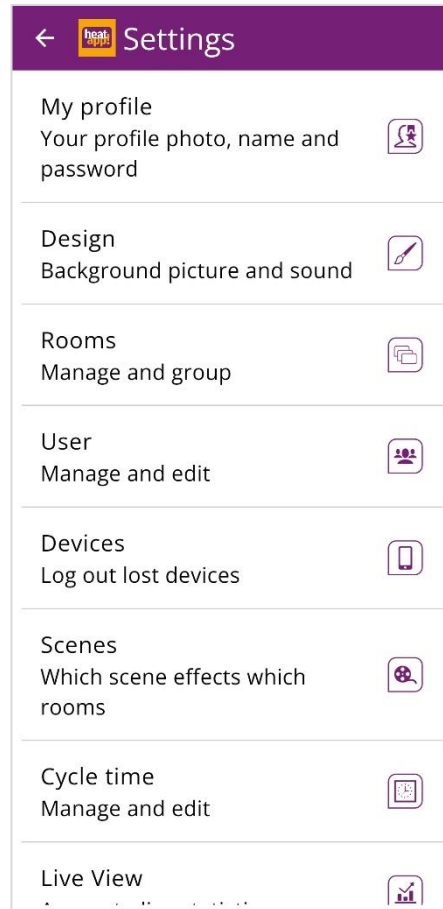 heat
app!
Settings
My profile
Your profile photo, name and
password
Design
Background picture and sound
Rooms
Manage and group
User
Manage and edit
Devices
Log out lost devices
Scenes
Which scene effects which
rooms
Cycle time
Manage and edit
Live View